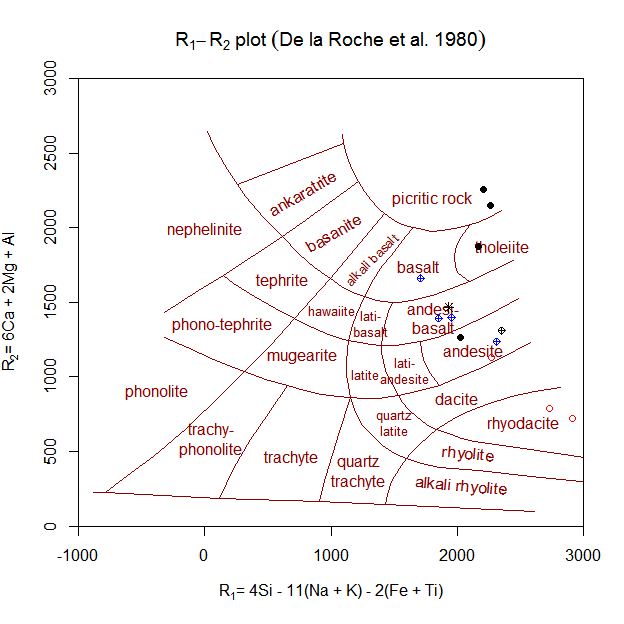 R₁– R₂ plot (De la Roche et al. 1980)
3000
2500
2000
1500
1000
500
0
R₂= 6Ca + 2Mg + Al
ankaratrite
picritic rock
nephelinite
basanite
tholeiite
alkali basalt
basalt
tephrite
hawaiite
lati-
basalt
andesi-
basalt
phono-tephrite
mugearite
andesite
lati-
andesite
latite
phonolite
dacite
quartz
latite
rhyodacite
trachy-
phonolite
trachyte
quartz
trachyte
rhyolite
alkali rhyolite
-1000
0
1000
2000
3000
R₁= 4Si - 11(Na + K) - 2(Fe + Ti)